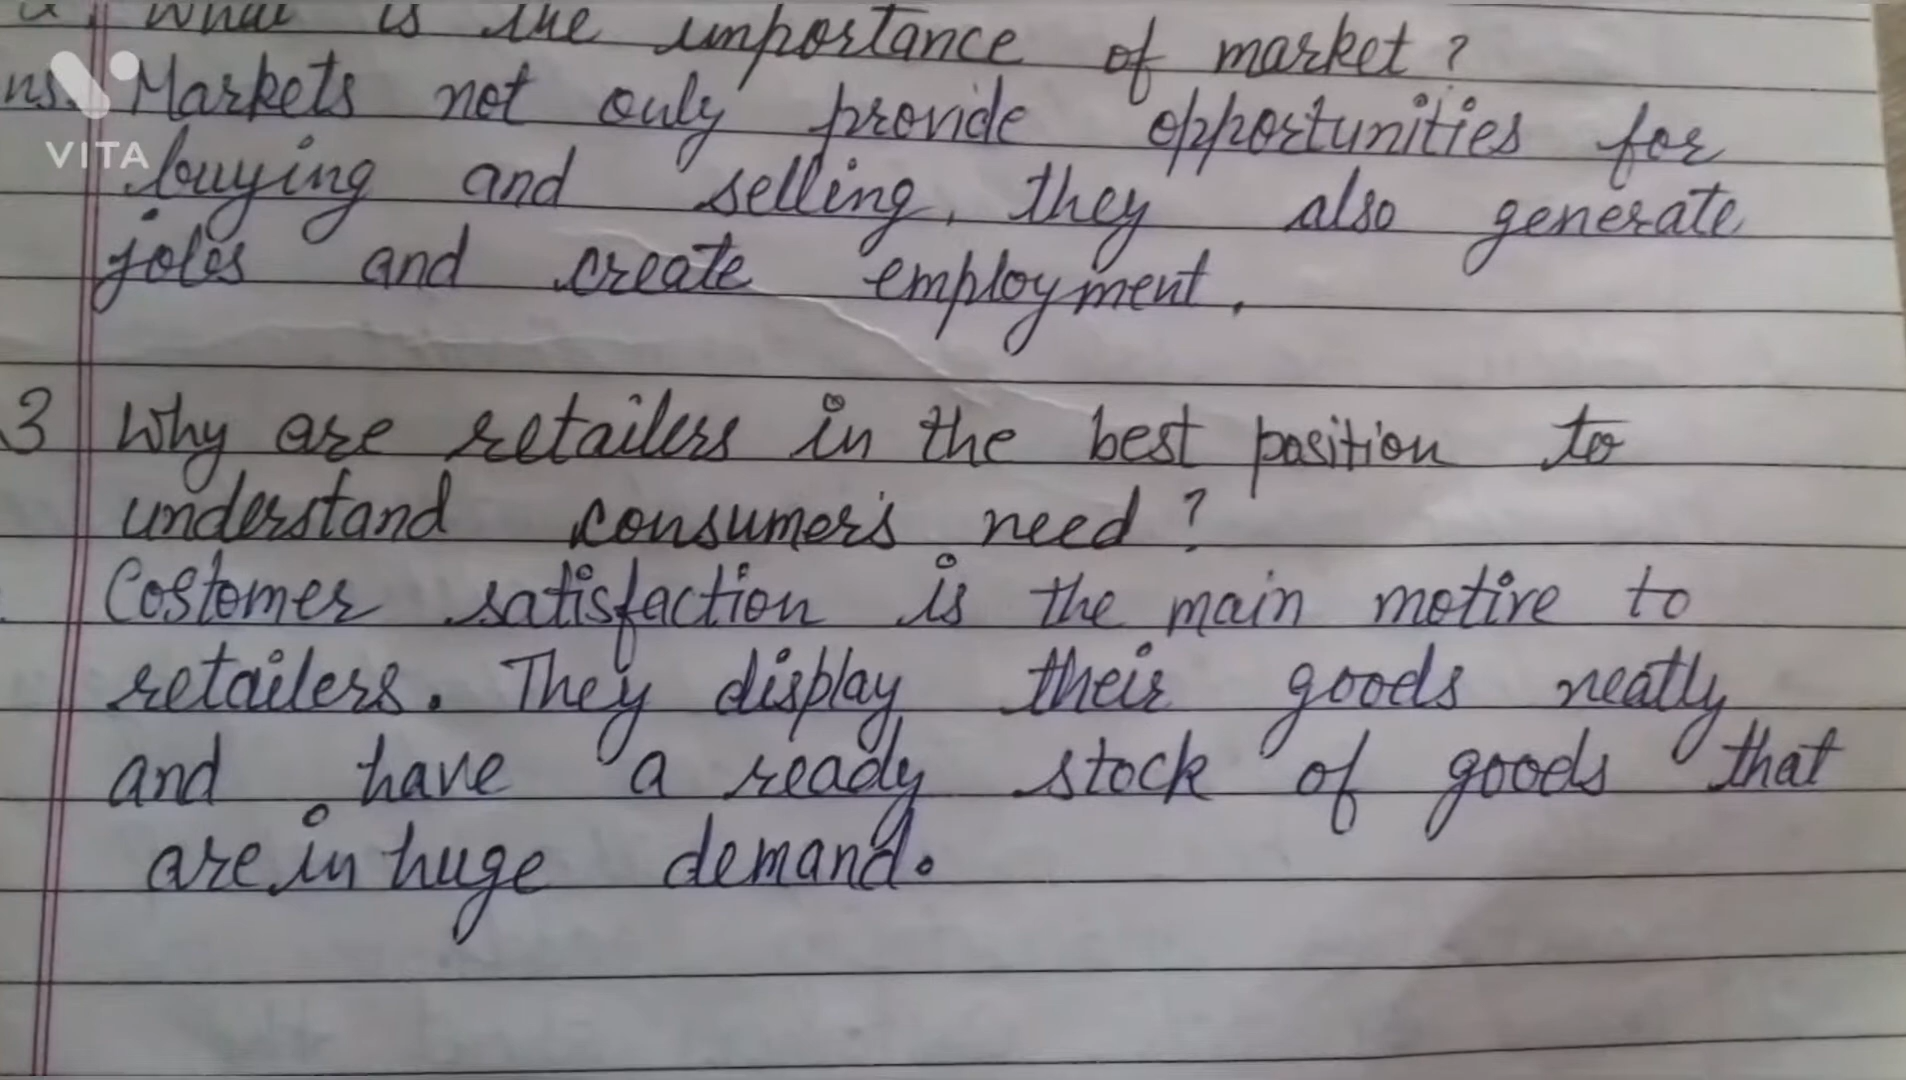 What is the importance of market?
ns. Markets not only provide opportunities for
VITA
buying and selling, they also generate
jobs and create employment.
3 Why are retailers in the best position to
understand consumer's need?
Costomer satisfaction is the main motive to
retailers. They display their goods neatly
and have a ready stock of goods that
are in huge demand.